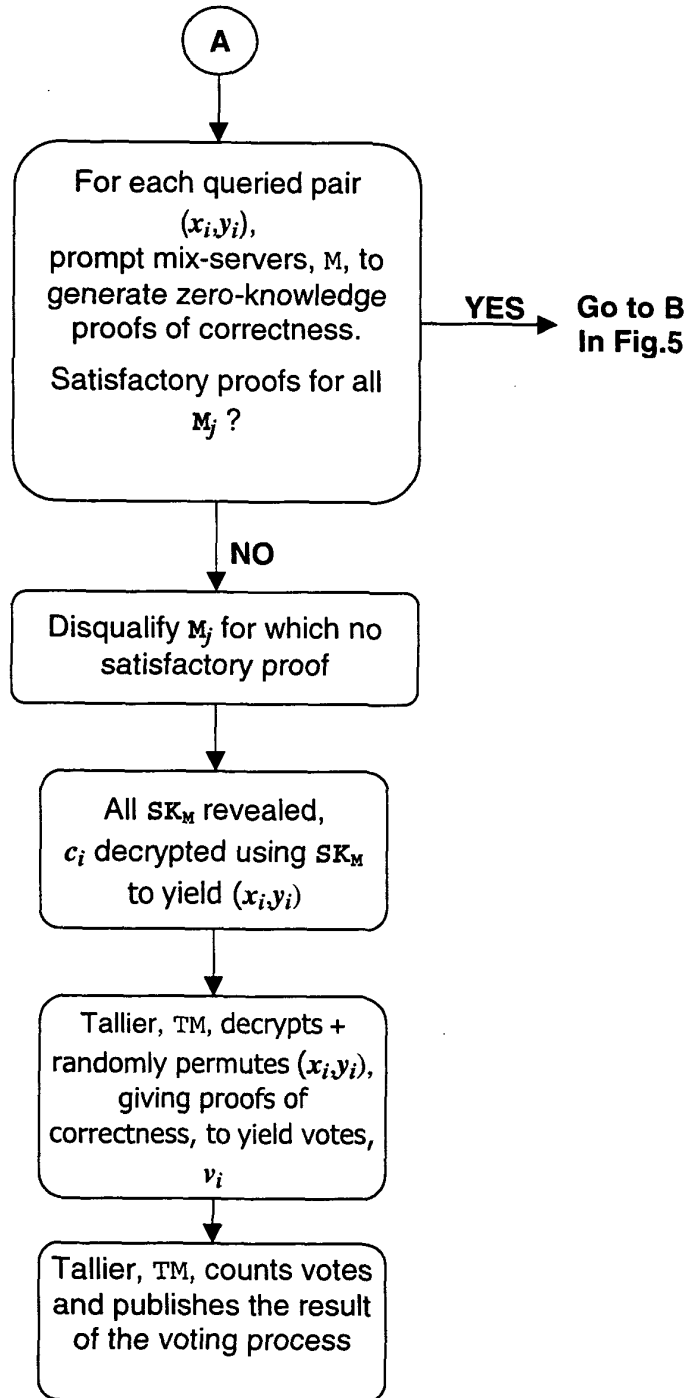 A
For each queried pair
(xᵢ,yᵢ),
prompt mix-servers, M, to
generate zero-knowledge
proofs of correctness.
Satisfactory proofs for all
Mⱼ ?
YES
Go to B
In Fig.5
NO
Disqualify Mⱼ for which no
satisfactory proof
All SK_M revealed,
cᵢ decrypted using SK_M
to yield (xᵢ,yᵢ)
Tallier, TM, decrypts +
randomly permutes (xᵢ,yᵢ),
giving proofs of
correctness, to yield votes,
vᵢ
Tallier, TM, counts votes
and publishes the result
of the voting process